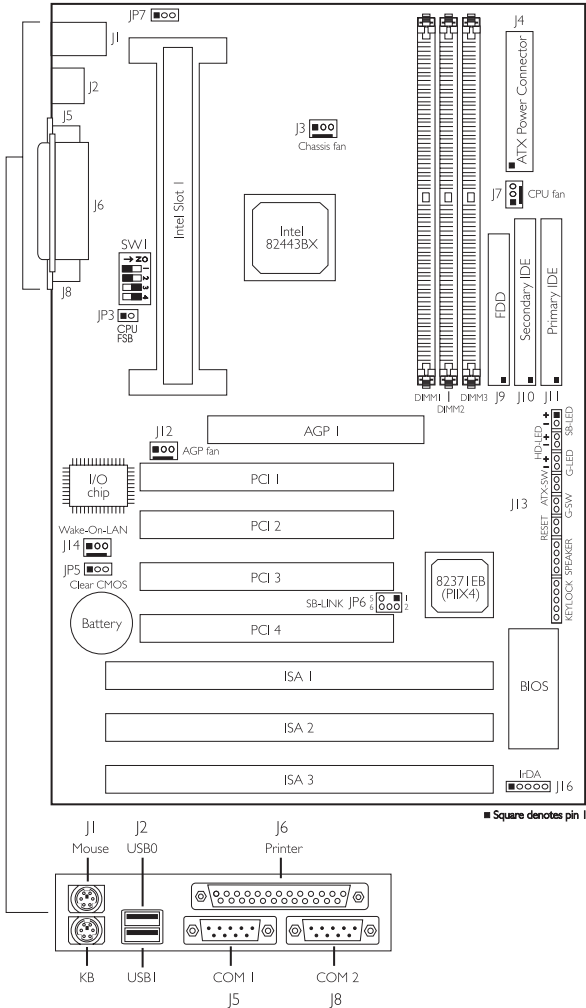 JP7
J1
J2
J5
J6
J8
Intel Slot 1
J3
Chassis fan
Intel
82443BX
SW1
ON
1
2
3
4
JP3
CPU
FSB
DIMM1
DIMM2
DIMM3
J4
ATX Power Connector
J7
CPU fan
FDD
Secondary IDE
Primary IDE
J9
J10
J11
J12
AGP fan
AGP 1
I/O
chip
PCI 1
PCI 2
PCI 3
PCI 4
Wake-On-LAN
J14
JP5
Clear CMOS
Battery
SB-LINK
JP6
5
6
1
2
82371EB
(PIIX4)
J13
+
-
+
-
+
-
HD-LED
ATX-SW
RESET
SB-LED
G-LED
G-SW
SPEAKER
KEYLOCK
ISA 1
ISA 2
ISA 3
BIOS
IrDA
J16
■ Square denotes pin 1
J1
Mouse
J2
USB0
J6
Printer
KB
USB1
COM 1
COM 2
J5
J8